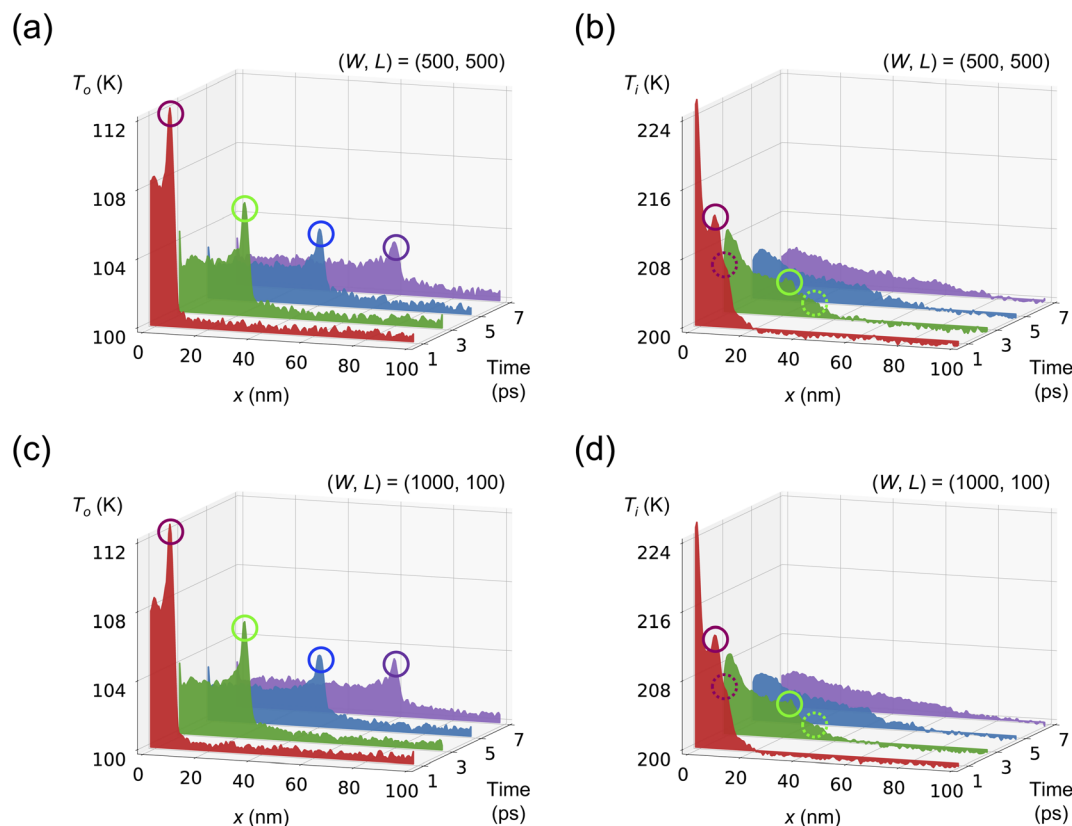 (a)
(W, L) = (500, 500)
T_o (K)
112
108
104
100
0
20
40
60
80
100
x (nm)
1
3
5
7
Time
(ps)
(b)
(W, L) = (500, 500)
T_i (K)
224
216
208
200
0
20
40
60
80
100
x (nm)
1
3
5
7
Time
(ps)
(c)
(W, L) = (1000, 100)
T_o (K)
112
108
104
100
0
20
40
60
80
100
x (nm)
1
3
5
7
Time
(ps)
(d)
(W, L) = (1000, 100)
T_i (K)
224
216
208
200
0
20
40
60
80
100
x (nm)
1
3
5
7
Time
(ps)